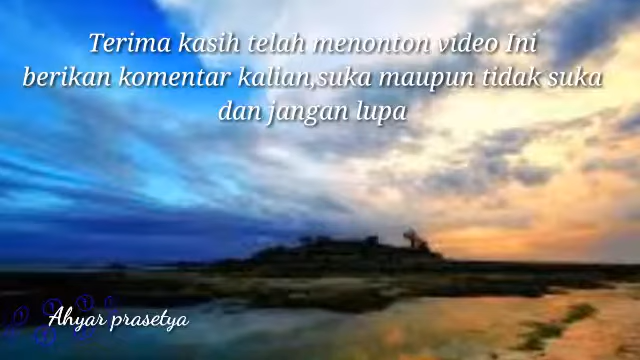 Terima kasih telah menonton video Ini
berikan komentar kalian,suka maupun tidak suka
dan jangan lupa
Ahyar prasetya